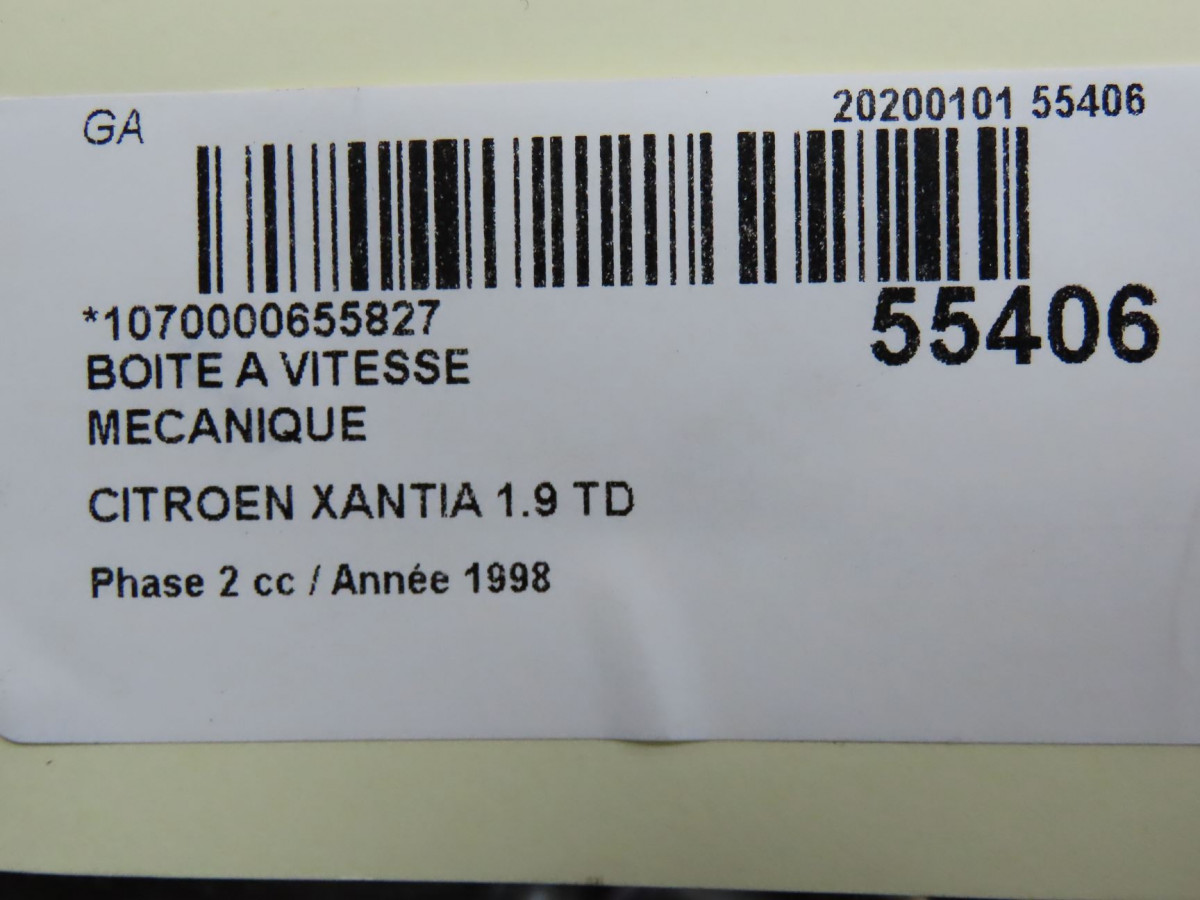 GA
20200101 55406
*1070000655827
55406
BOITE A VITESSE
MECANIQUE
CITROEN XANTIA 1.9 TD
Phase 2 cc / Année 1998